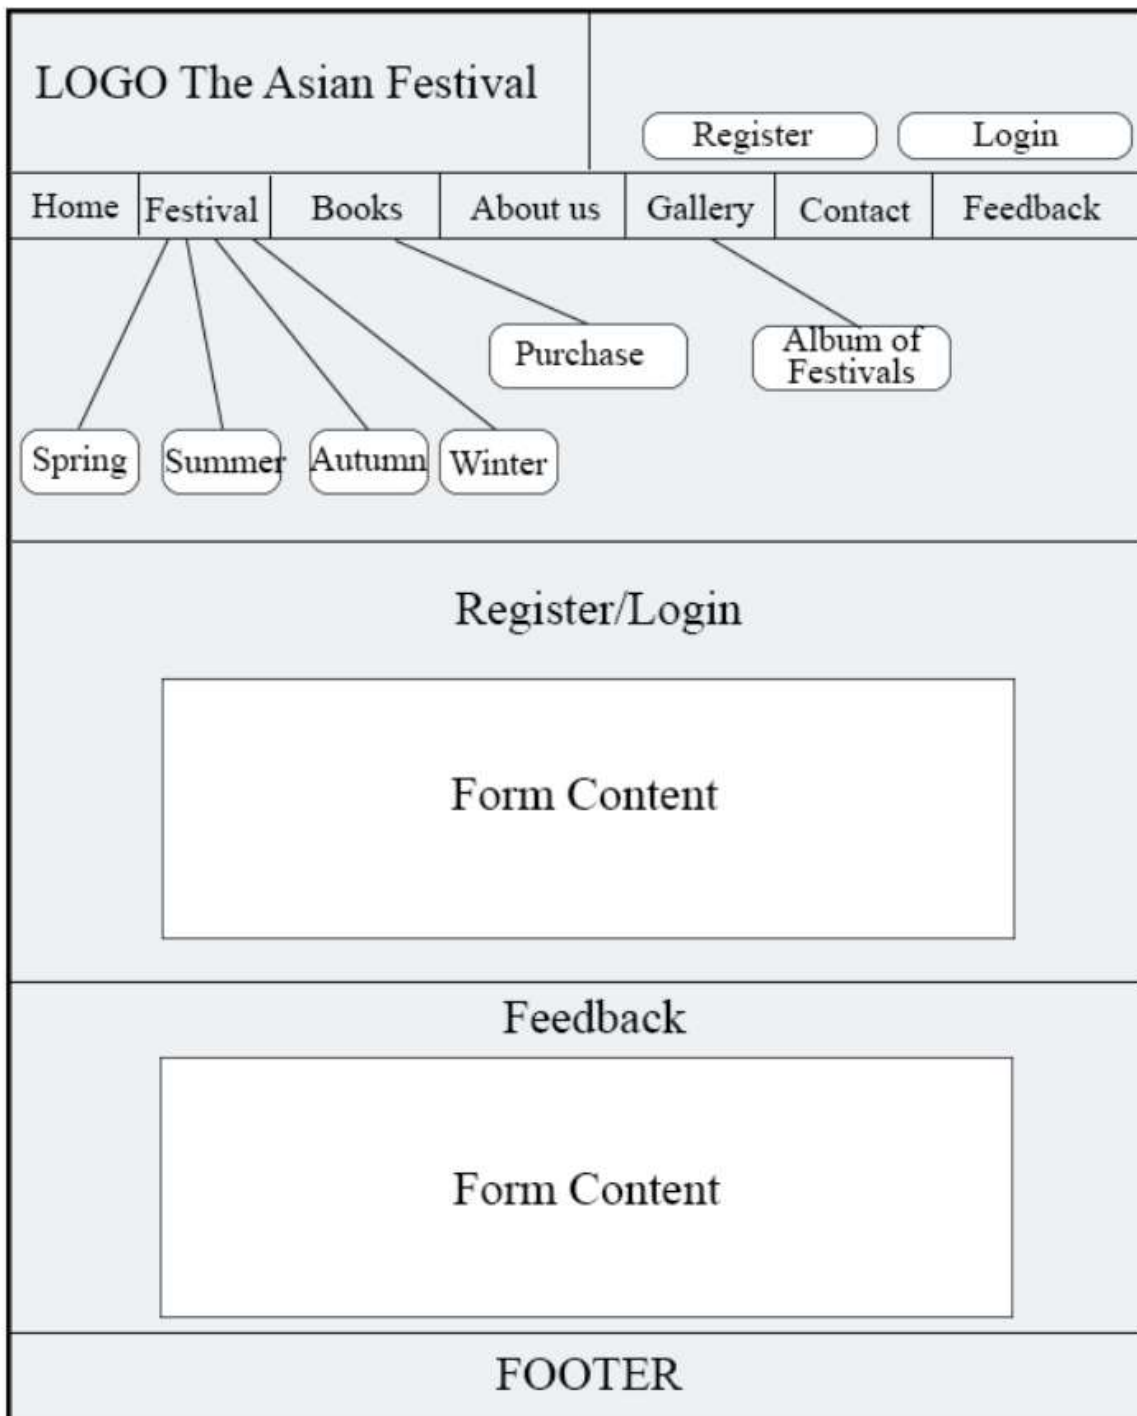 LOGO The Asian Festival
Register
Login
Home
Festival
Books
About us
Gallery
Contact
Feedback
Purchase
Album of
Festivals
Spring
Summer
Autumn
Winter
Register/Login
Form Content
Feedback
Form Content
FOOTER